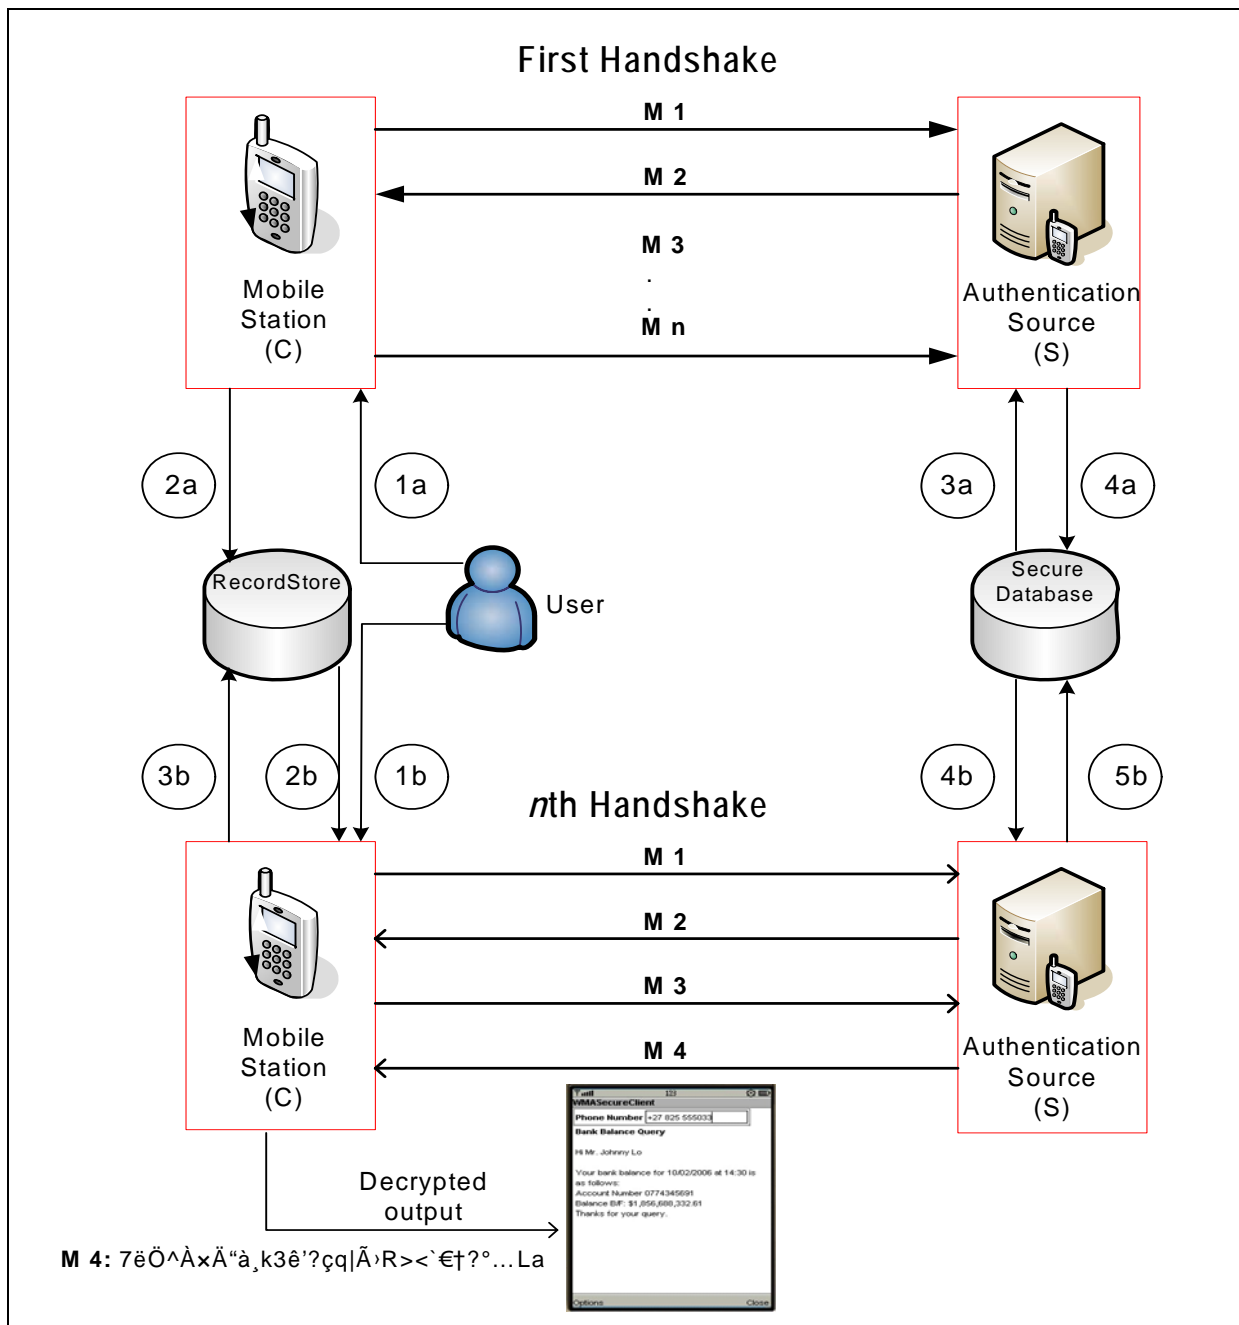 First Handshake
M 1
M 2
M 3
.
.
M n
Mobile
Station
(C)
Authentication
Source
(S)
2a
1a
3a
4a
RecordStore
User
Secure
Database
3b
2b
1b
4b
5b
nth Handshake
M 1
M 2
M 3
M 4
Mobile
Station
(C)
Authentication
Source
(S)
123
WMASecureClient
Phone Number +27 825 555033
Bank Balance Query
Hi Mr. Johnny Lo
Your bank balance for 10/02/2006 at 14:30 is
as follows:
Account Number 0774345691
Balance B/F: $1,856,688,332.61
Thanks for your query.
Options
Close
Decrypted
output
M 4: 7ëÖ^À×Ä“à¸k3ê’?çq|Ã›R><`€†?°…La